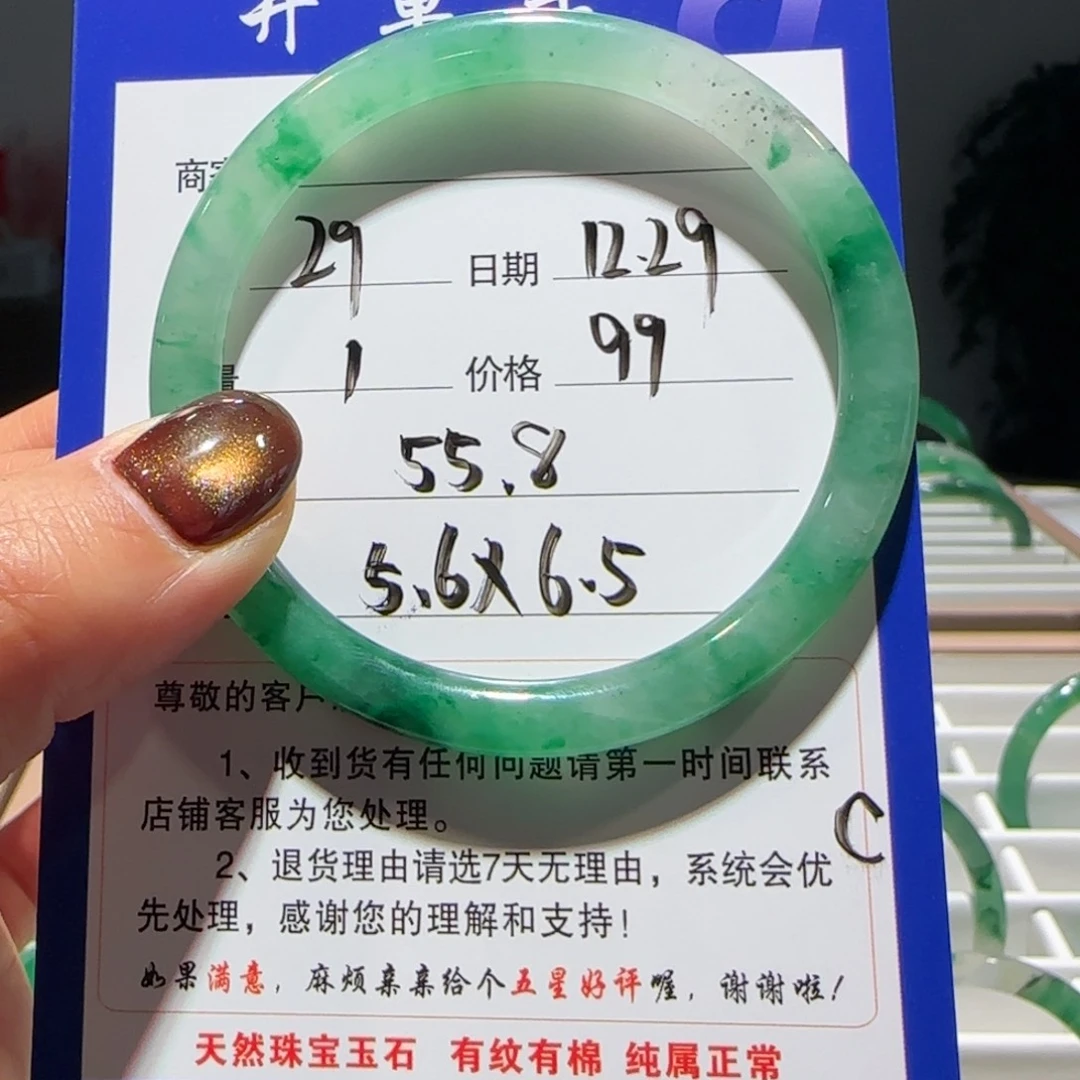 商
29 日期 12.29
量 1 价格 99
55.8
5.6x6.5
尊敬的客户
1、收到货有任何问题请第一时间联系
店铺客服为您处理。
C
2、退货理由请选7天无理由，系统会优
先处理，感谢您的理解和支持！
如果满意，麻烦亲亲给个五星好评喔，谢谢啦！
天然珠宝玉石 有纹有棉 纯属正常